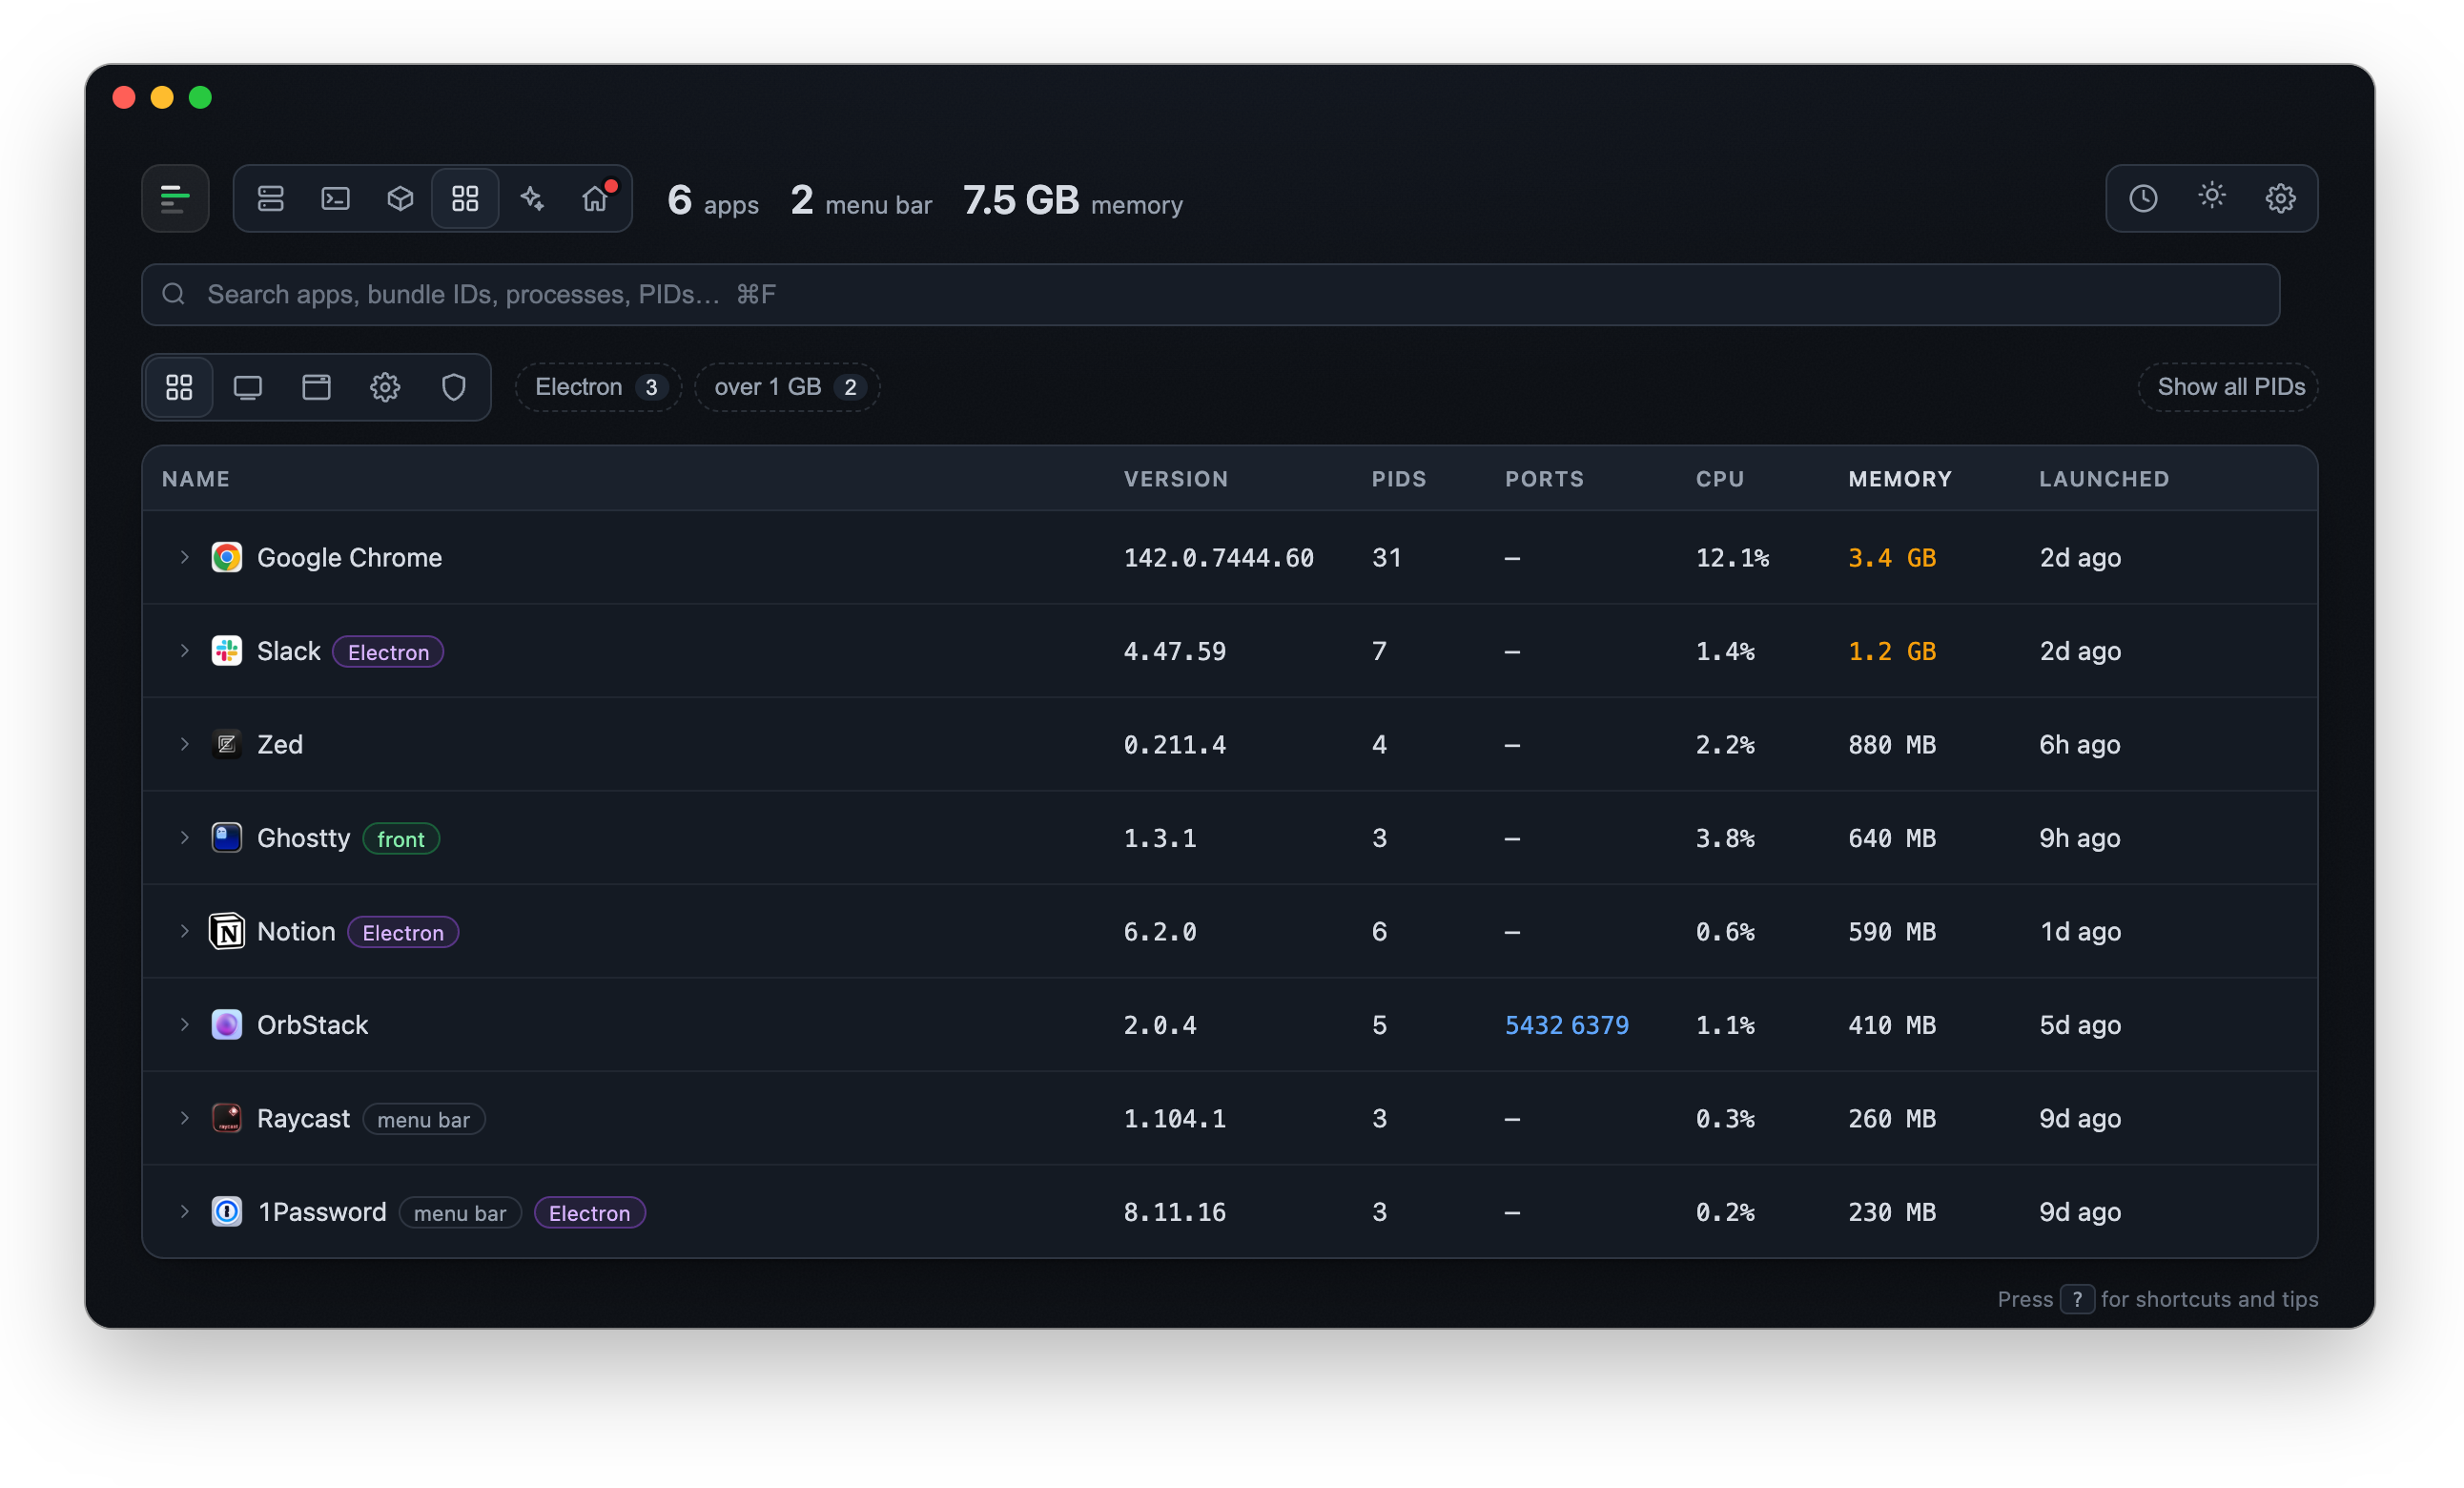 6 apps 2 menu bar 7.5 GB memory
Search apps, bundle IDs, processes, PIDs… ⌘F
Electron 3 over 1 GB 2 Show all PIDs
NAME VERSION PIDS PORTS CPU MEMORY LAUNCHED
Google Chrome 142.0.7444.60 31 – 12.1% 3.4 GB 2d ago
Slack Electron 4.47.59 7 – 1.4% 1.2 GB 2d ago
Zed 0.211.4 4 – 2.2% 880 MB 6h ago
Ghostty front 1.3.1 3 – 3.8% 640 MB 9h ago
Notion Electron 6.2.0 6 – 0.6% 590 MB 1d ago
OrbStack 2.0.4 5 5432 6379 1.1% 410 MB 5d ago
Raycast menu bar 1.104.1 3 – 0.3% 260 MB 9d ago
1Password menu bar Electron 8.11.16 3 – 0.2% 230 MB 9d ago
Press ? for shortcuts and tips